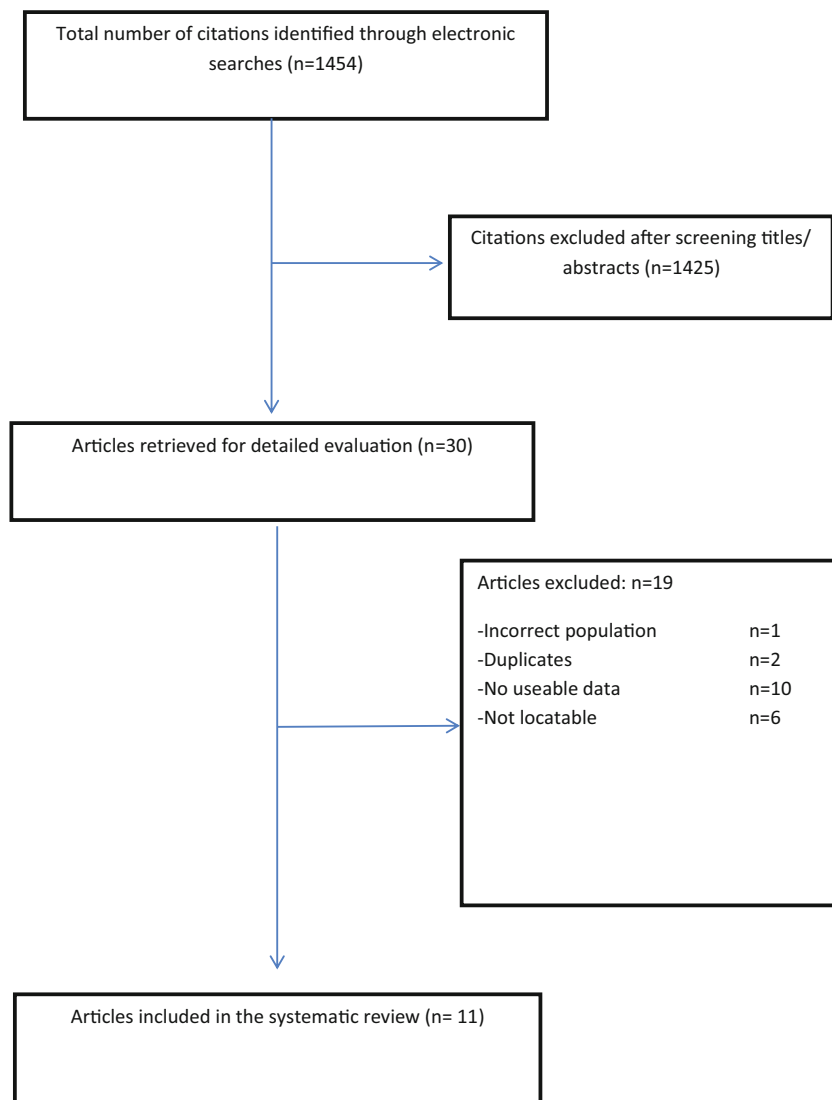 Total number of citations identified through electronic
searches (n=1454)
Citations excluded after screening titles/
abstracts (n=1425)
Articles retrieved for detailed evaluation (n=30)
Articles excluded: n=19
-Incorrect population n=1
-Duplicates n=2
-No useable data n=10
-Not locatable n=6
Articles included in the systematic review (n= 11)